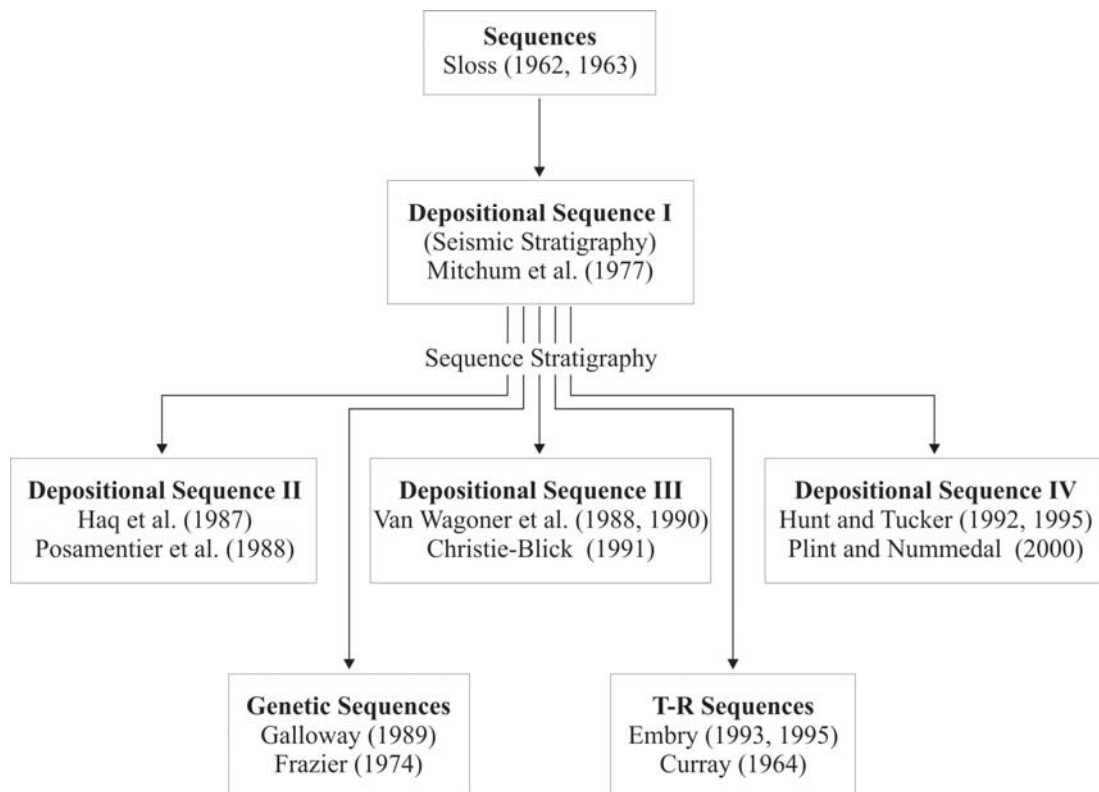 Sequences
Sloss (1962, 1963)
Depositional Sequence I
(Seismic Stratigraphy)
Mitchum et al. (1977)
Sequence Stratigraphy
Depositional Sequence II
Haq et al. (1987)
Posamentier et al. (1988)
Depositional Sequence III
Van Wagoner et al. (1988, 1990)
Christie-Blick (1991)
Depositional Sequence IV
Hunt and Tucker (1992, 1995)
Plint and Nummedal (2000)
Genetic Sequences
Galloway (1989)
Frazier (1974)
T-R Sequences
Embry (1993, 1995)
Curray (1964)